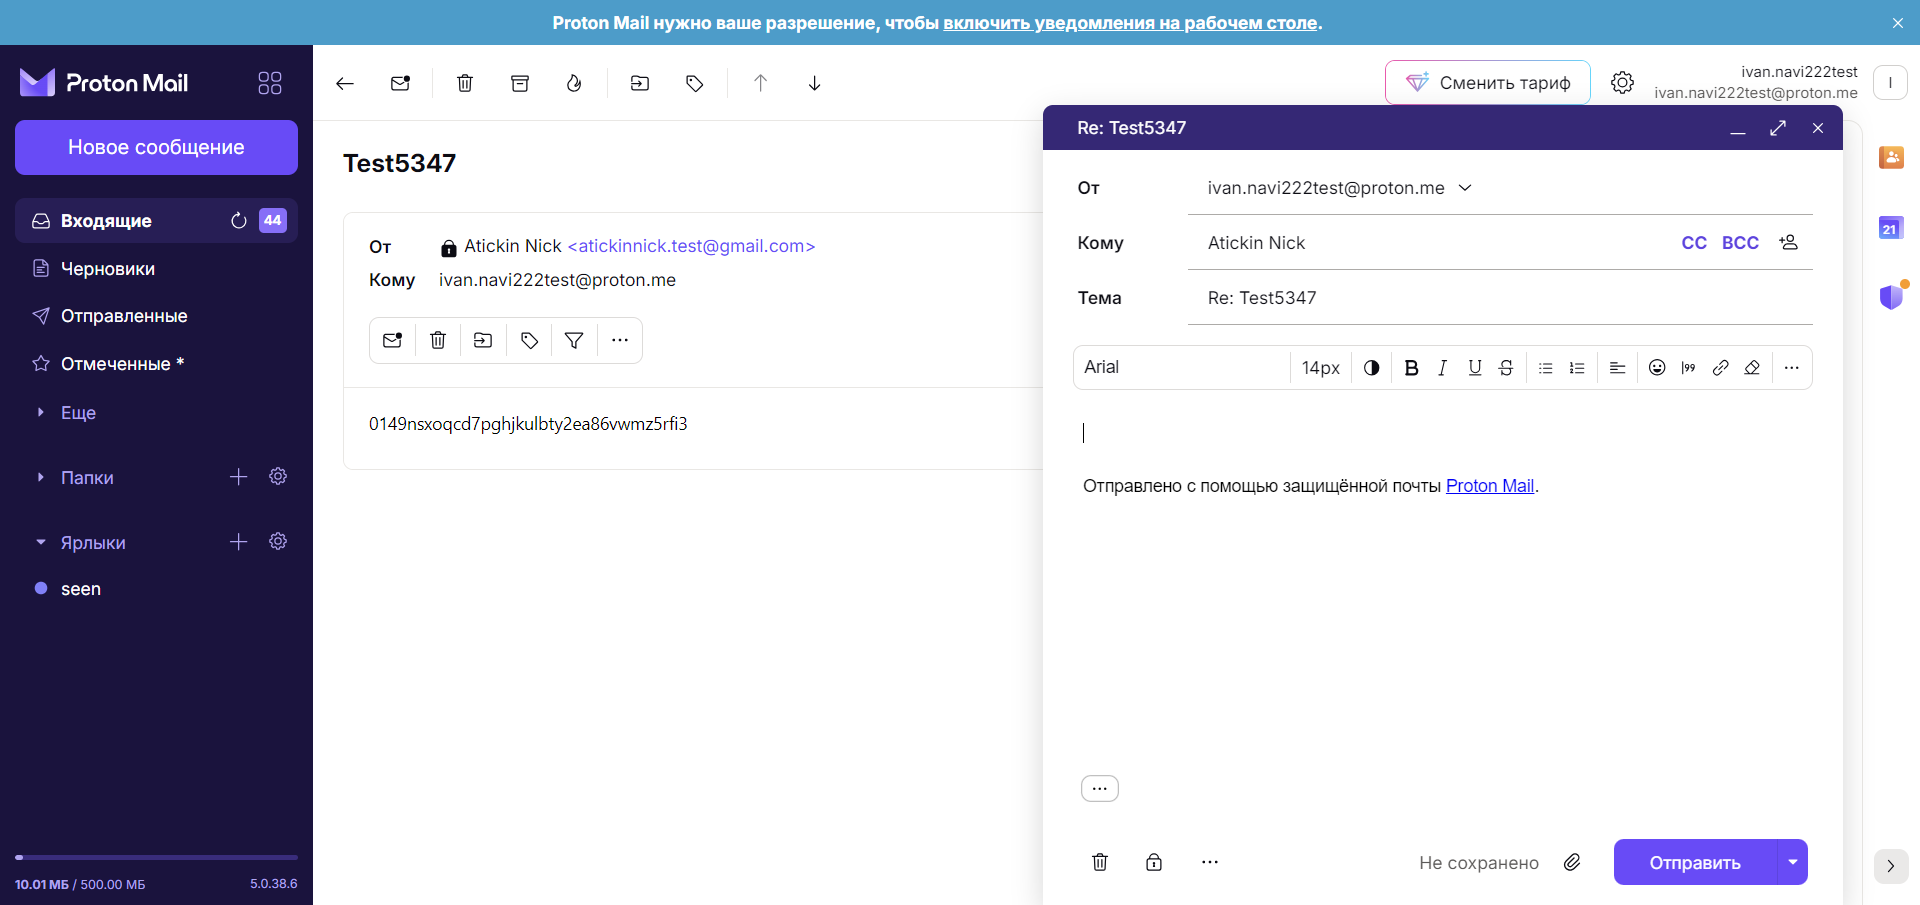 Proton Mail нужно ваше разрешение, чтобы включить уведомления на рабочем столе.
Proton Mail
Новое сообщение
Входящие 44
Черновики
Отправленные
Отмеченные *
Еще
Папки
Ярлыки
seen
10.01 МБ / 500.00 МБ 5.0.38.6
Сменить тариф
ivan.navi222test
ivan.navi222test@proton.me
I
Test5347
От Atickin Nick <atickinnick.test@gmail.com>
Кому ivan.navi222test@proton.me
0149nsxoqcd7pghjkulbty2ea86vwmz5rfi3
Re: Test5347
От ivan.navi222test@proton.me
Кому Atickin Nick CC BCC
Тема Re: Test5347
Arial 14px B I U S
Отправлено с помощью защищённой почты Proton Mail.
Не сохранено Отправить
21